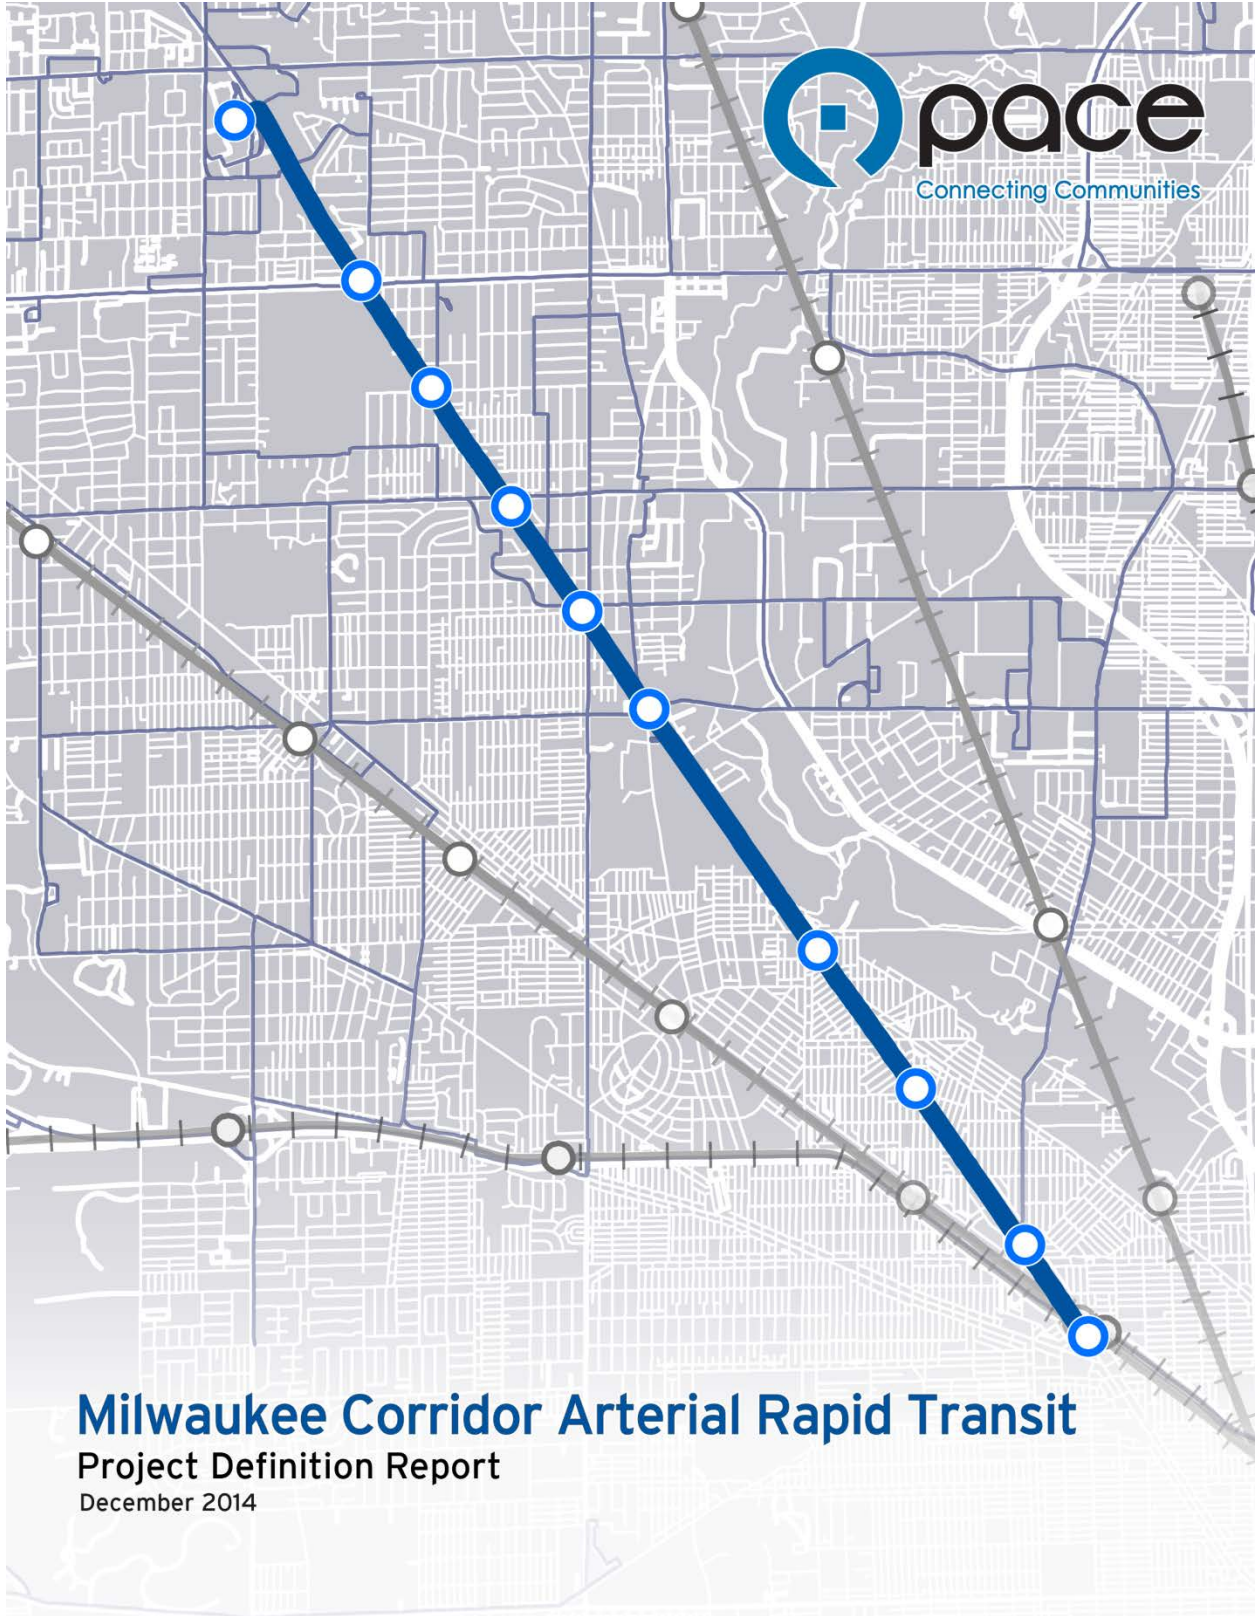 pace
Connecting Communities
Milwaukee Corridor Arterial Rapid Transit
Project Definition Report
December 2014